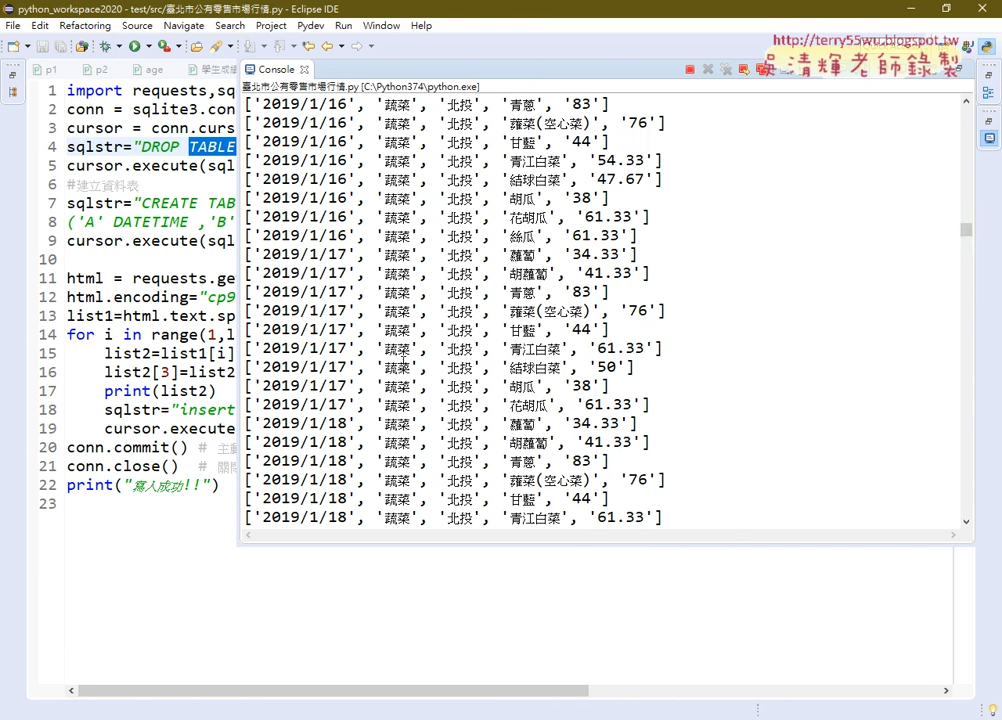 python_workspace2020 - test/src/臺北市公有零售市場行情.py - Eclipse IDE
File Edit Refactoring Source Navigate Search Project Pydev Run Window Help
http://terry55wu.blogspot.tw
吳清輝老師錄製
p1 p2 age 學生成績 Console
臺北市公有零售市場行情.py [C:\Python374\python.exe]
1 import requests,sq
2 conn = sqlite3.con
3 cursor = conn.curs
4 sqlstr="DROP TABLE
5 cursor.execute(sql
6 #建立資料表
7 sqlstr="CREATE TAB
8 ('A' DATETIME ,'B'
9 cursor.execute(sql
10
11 html = requests.ge
12 html.encoding="cp9
13 list1=html.text.sp
14 for i in range(1,l
15 list2=list1[i]
16 list2[3]=list2
17 print(list2)
18 sqlstr="insert
19 cursor.execute
20 conn.commit() # 主動
21 conn.close() # 關閉
22 print("寫入成功!!")
23
['2019/1/16', '蔬菜', '北投', '青蔥', '83']
['2019/1/16', '蔬菜', '北投', '蕹菜(空心菜)', '76']
['2019/1/16', '蔬菜', '北投', '甘藍', '44']
['2019/1/16', '蔬菜', '北投', '青江白菜', '54.33']
['2019/1/16', '蔬菜', '北投', '結球白菜', '47.67']
['2019/1/16', '蔬菜', '北投', '胡瓜', '38']
['2019/1/16', '蔬菜', '北投', '花胡瓜', '61.33']
['2019/1/16', '蔬菜', '北投', '絲瓜', '61.33']
['2019/1/17', '蔬菜', '北投', '蘿蔔', '34.33']
['2019/1/17', '蔬菜', '北投', '胡蘿蔔', '41.33']
['2019/1/17', '蔬菜', '北投', '青蔥', '83']
['2019/1/17', '蔬菜', '北投', '蕹菜(空心菜)', '76']
['2019/1/17', '蔬菜', '北投', '甘藍', '44']
['2019/1/17', '蔬菜', '北投', '青江白菜', '61.33']
['2019/1/17', '蔬菜', '北投', '結球白菜', '50']
['2019/1/17', '蔬菜', '北投', '胡瓜', '38']
['2019/1/17', '蔬菜', '北投', '花胡瓜', '61.33']
['2019/1/18', '蔬菜', '北投', '蘿蔔', '34.33']
['2019/1/18', '蔬菜', '北投', '胡蘿蔔', '41.33']
['2019/1/18', '蔬菜', '北投', '青蔥', '83']
['2019/1/18', '蔬菜', '北投', '蕹菜(空心菜)', '76']
['2019/1/18', '蔬菜', '北投', '甘藍', '44']
['2019/1/18', '蔬菜', '北投', '青江白菜', '61.33']